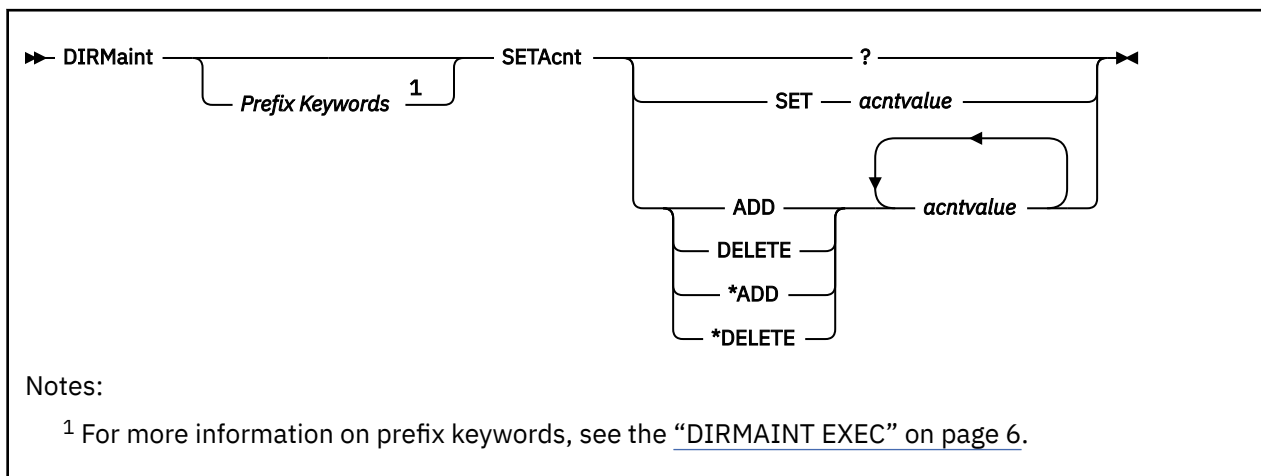 DIRMaint SETAcnt ?
Prefix Keywords 1
SET acntvalue
ADD acntvalue
DELETE
*ADD
*DELETE
Notes:
1 For more information on prefix keywords, see the “DIRMAINT EXEC” on page 6.